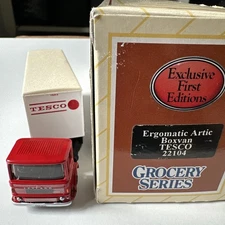 TESCO
Exclusive
First
Editions
Ergomatic Artic
Boxvan
TESCO
22104
GROCERY
SERIES